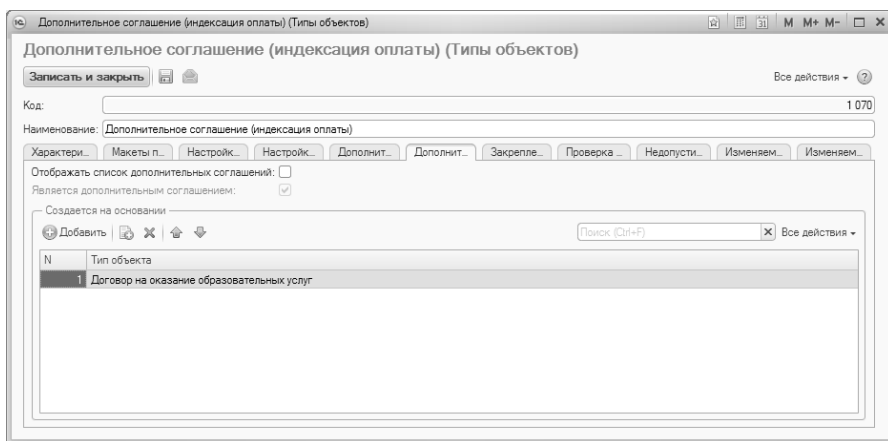 Дополнительное соглашение (индексация оплаты) (Типы объектов)
M M+ M-
Дополнительное соглашение (индексация оплаты) (Типы объектов)
Записать и закрыть
Все действия
?
Код: 1 070
Наименование: Дополнительное соглашение (индексация оплаты)
Характери... Макеты п... Настройк... Настройк... Дополнит... Дополнит... Закрепле... Проверка ... Недопусти... Изменяем... Изменяем...
Отображать список дополнительных соглашений:
Является дополнительным соглашением:
Создается на основании
Добавить
Поиск (Ctrl+F)
Все действия
N Тип объекта
1 Договор на оказание образовательных услуг